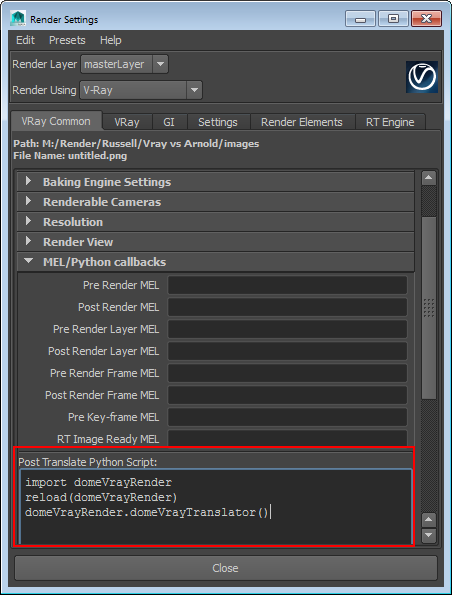 Render Settings
Edit Presets Help
Render Layer masterLayer
Render Using V-Ray
VRay Common VRay GI Settings Render Elements RT Engine
Path: M:/Render/Russell/Vray vs Arnold/images
File Name: untitled.png
Baking Engine Settings
Renderable Cameras
Resolution
Render View
MEL/Python callbacks
Pre Render MEL
Post Render MEL
Pre Render Layer MEL
Post Render Layer MEL
Pre Render Frame MEL
Post Render Frame MEL
Pre Key-frame MEL
RT Image Ready MEL
Post Translate Python Script:
import domeVrayRender
reload(domeVrayRender)
domeVrayRender.domeVrayTranslator()
Close